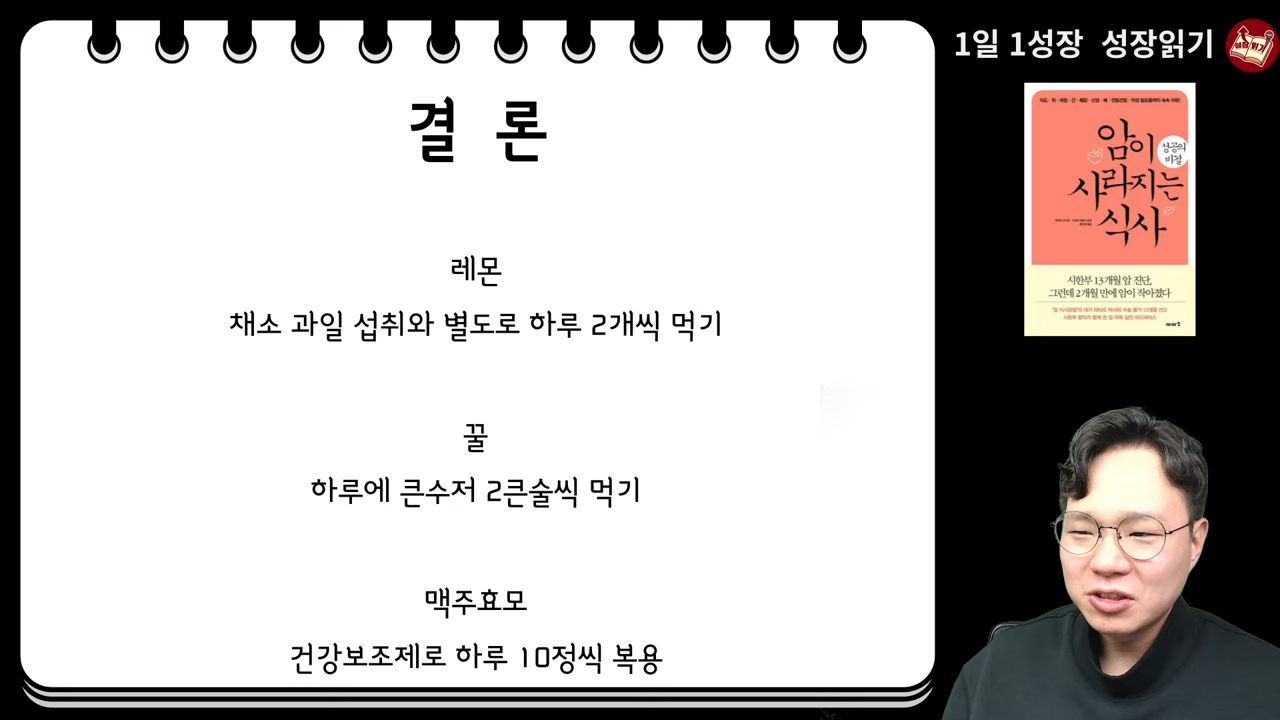 1일 1성장 성장읽기
성장읽기
결 론
레몬
채소 과일 섭취와 별도로 하루 2개씩 먹기
꿀
하루에 큰수저 2큰술씩 먹기
맥주효모
건강보조제로 하루 10정씩 복용
암이
사라지는
식사
성공의
비결
시한부 13개월 암 진단,
그런데 2개월 만에 암이 작아졌다